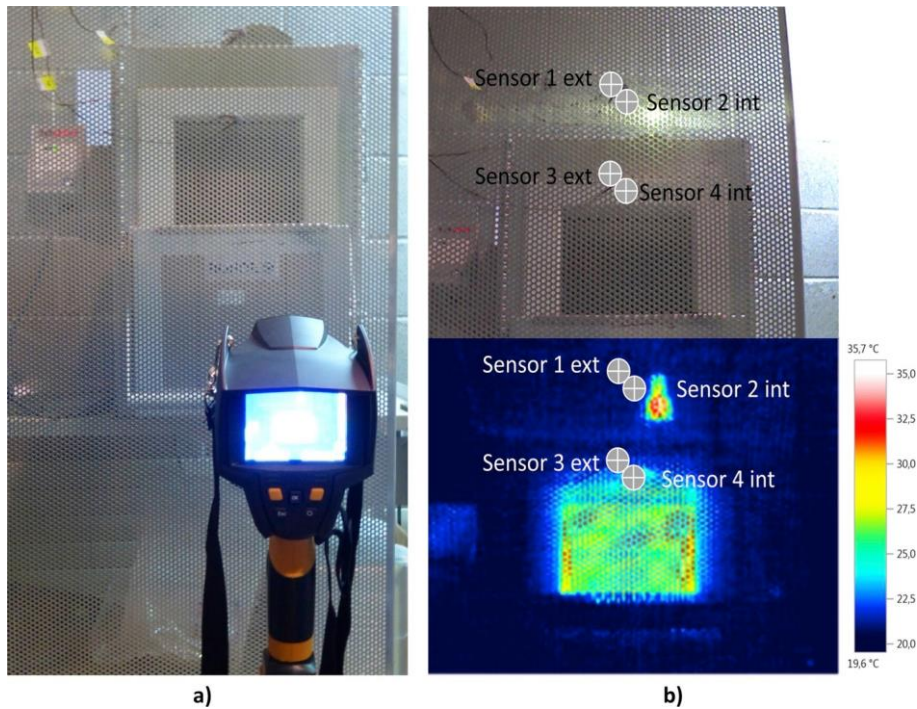 Sensor 1 ext
Sensor 2 int
Sensor 3 ext
Sensor 4 int
Sensor 1 ext
Sensor 2 int
Sensor 3 ext
Sensor 4 int
35,7 °C
35,0
32,5
30,0
27,5
25,0
22,5
20,0
19,6 °C
a)
b)